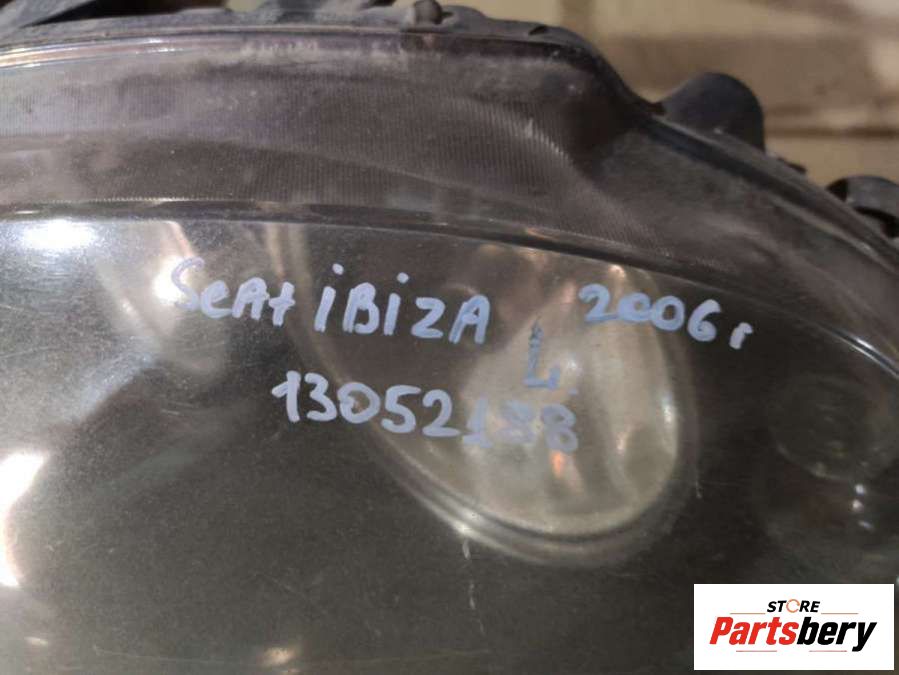 Seat iBiZA 2006г
L
13052188
STORE
Partsbery